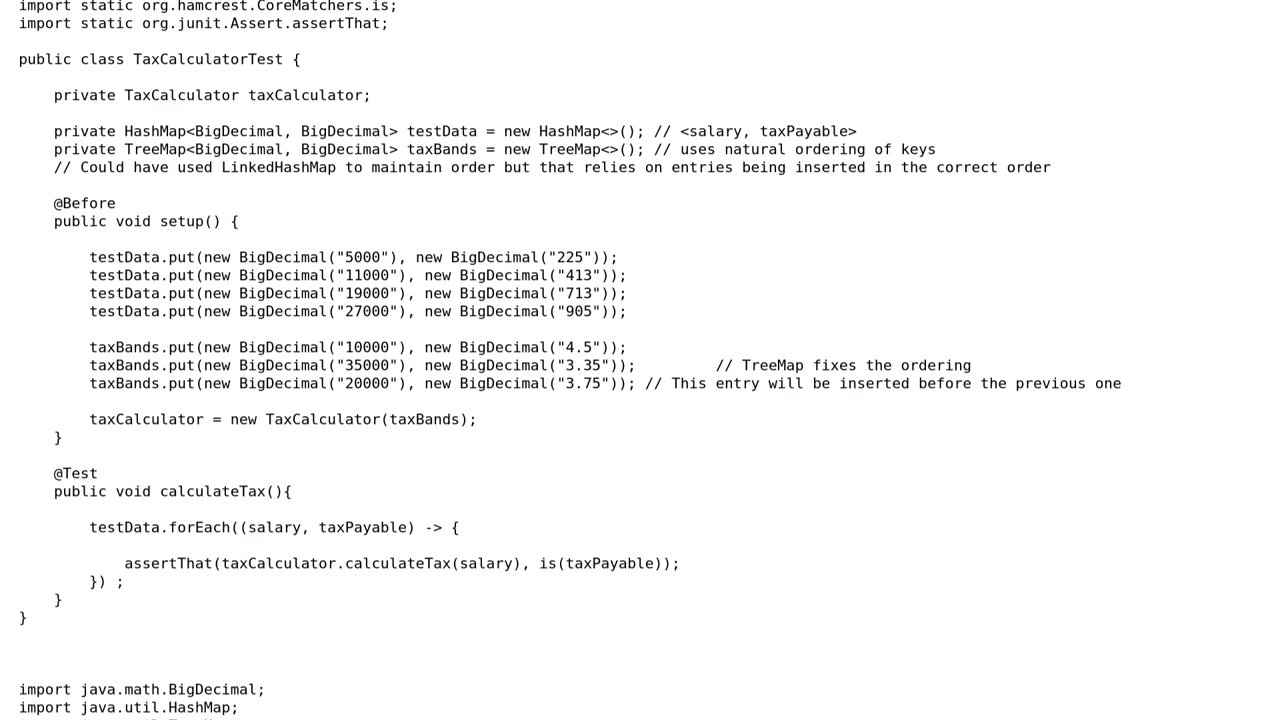 import static org.hamcrest.CoreMatchers.is;
import static org.junit.Assert.assertThat;
public class TaxCalculatorTest {
private TaxCalculator taxCalculator;
private HashMap<BigDecimal, BigDecimal> testData = new HashMap<>(); // <salary, taxPayable>
private TreeMap<BigDecimal, BigDecimal> taxBands = new TreeMap<>(); // uses natural ordering of keys
// Could have used LinkedHashMap to maintain order but that relies on entries being inserted in the correct order
@Before
public void setup() {
testData.put(new BigDecimal("5000"), new BigDecimal("225"));
testData.put(new BigDecimal("11000"), new BigDecimal("413"));
testData.put(new BigDecimal("19000"), new BigDecimal("713"));
testData.put(new BigDecimal("27000"), new BigDecimal("905"));
taxBands.put(new BigDecimal("10000"), new BigDecimal("4.5"));
taxBands.put(new BigDecimal("35000"), new BigDecimal("3.35")); // TreeMap fixes the ordering
taxBands.put(new BigDecimal("20000"), new BigDecimal("3.75")); // This entry will be inserted before the previous one
taxCalculator = new TaxCalculator(taxBands);
}
@Test
public void calculateTax(){
testData.forEach((salary, taxPayable) -> {
assertThat(taxCalculator.calculateTax(salary), is(taxPayable));
}) ;
}
}
import java.math.BigDecimal;
import java.util.HashMap;